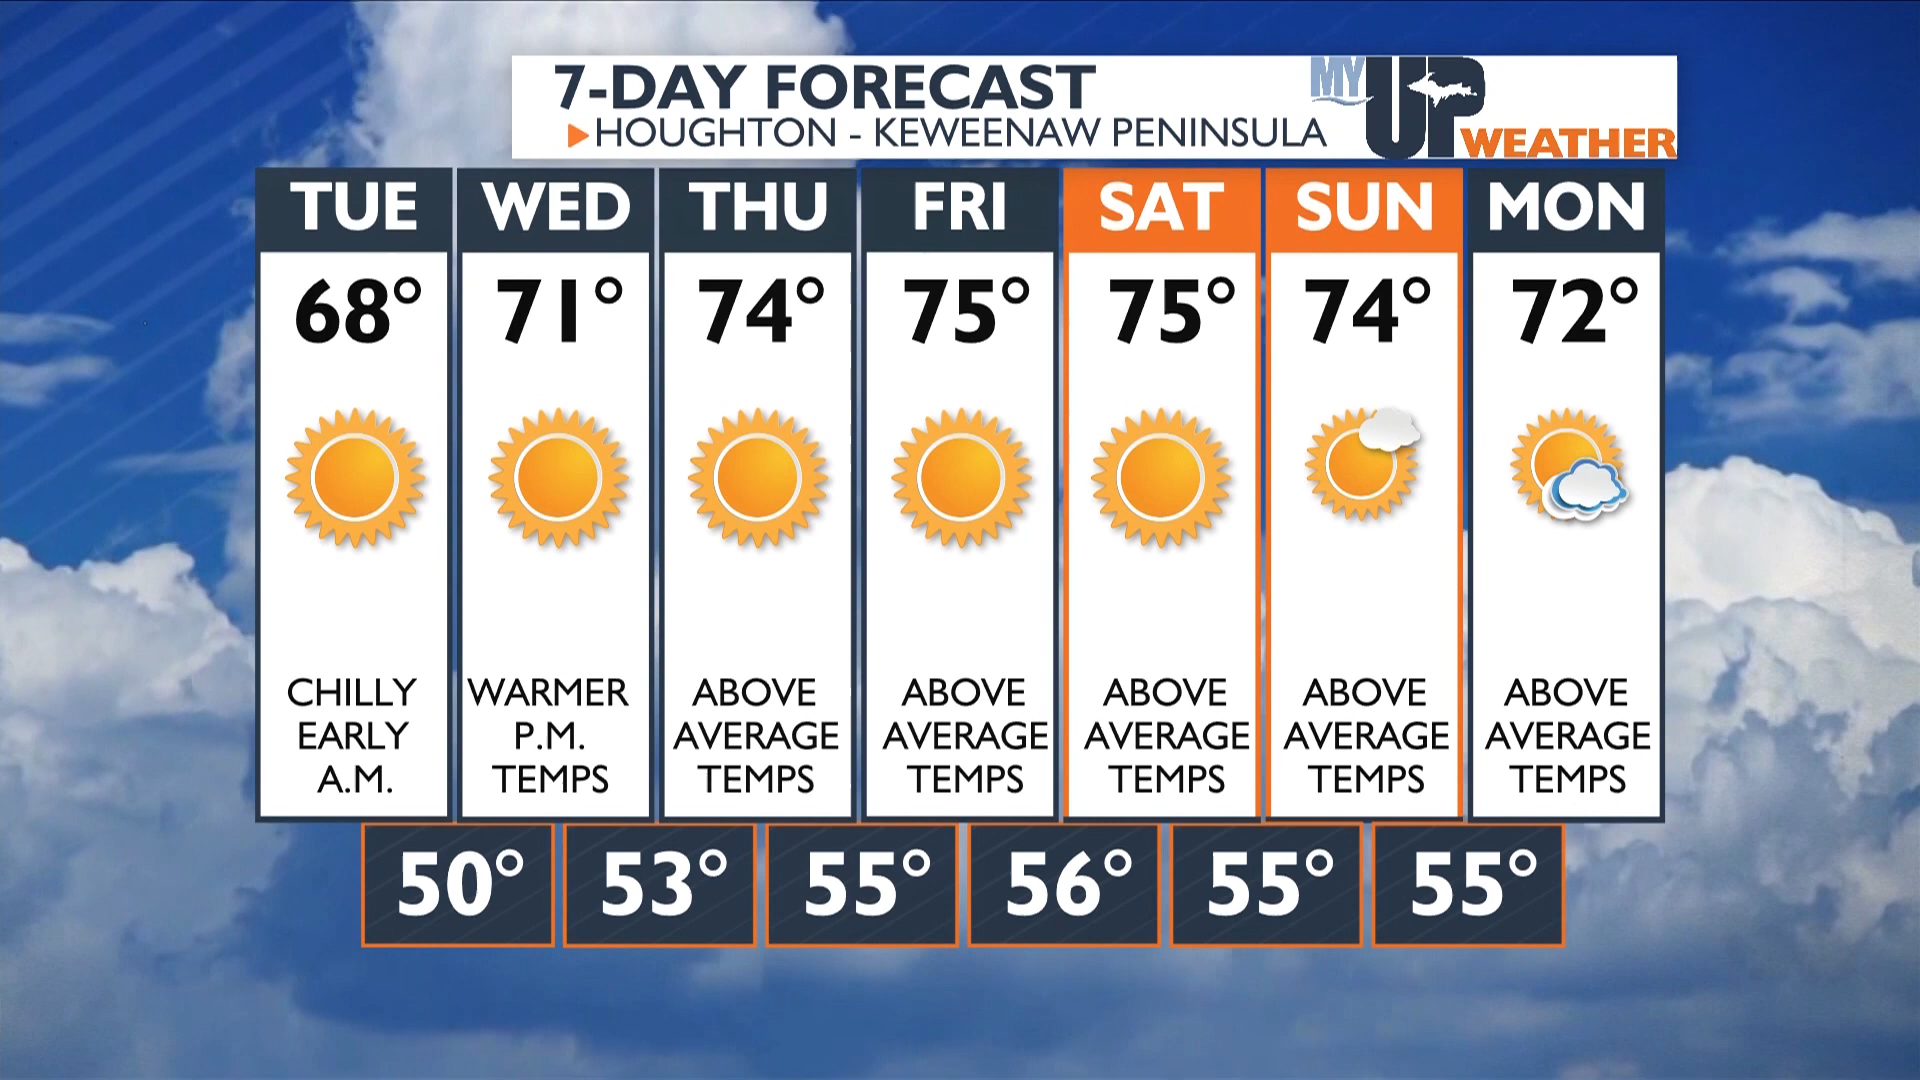 7-DAY FORECAST
HOUGHTON - KEWEENAW PENINSULA
MY UP WEATHER
TUE
68°
CHILLY
EARLY
A.M.
WED
71°
WARMER
P.M.
TEMPS
THU
74°
ABOVE
AVERAGE
TEMPS
FRI
75°
ABOVE
AVERAGE
TEMPS
SAT
75°
ABOVE
AVERAGE
TEMPS
SUN
74°
ABOVE
AVERAGE
TEMPS
MON
72°
ABOVE
AVERAGE
TEMPS
50°
53°
55°
56°
55°
55°